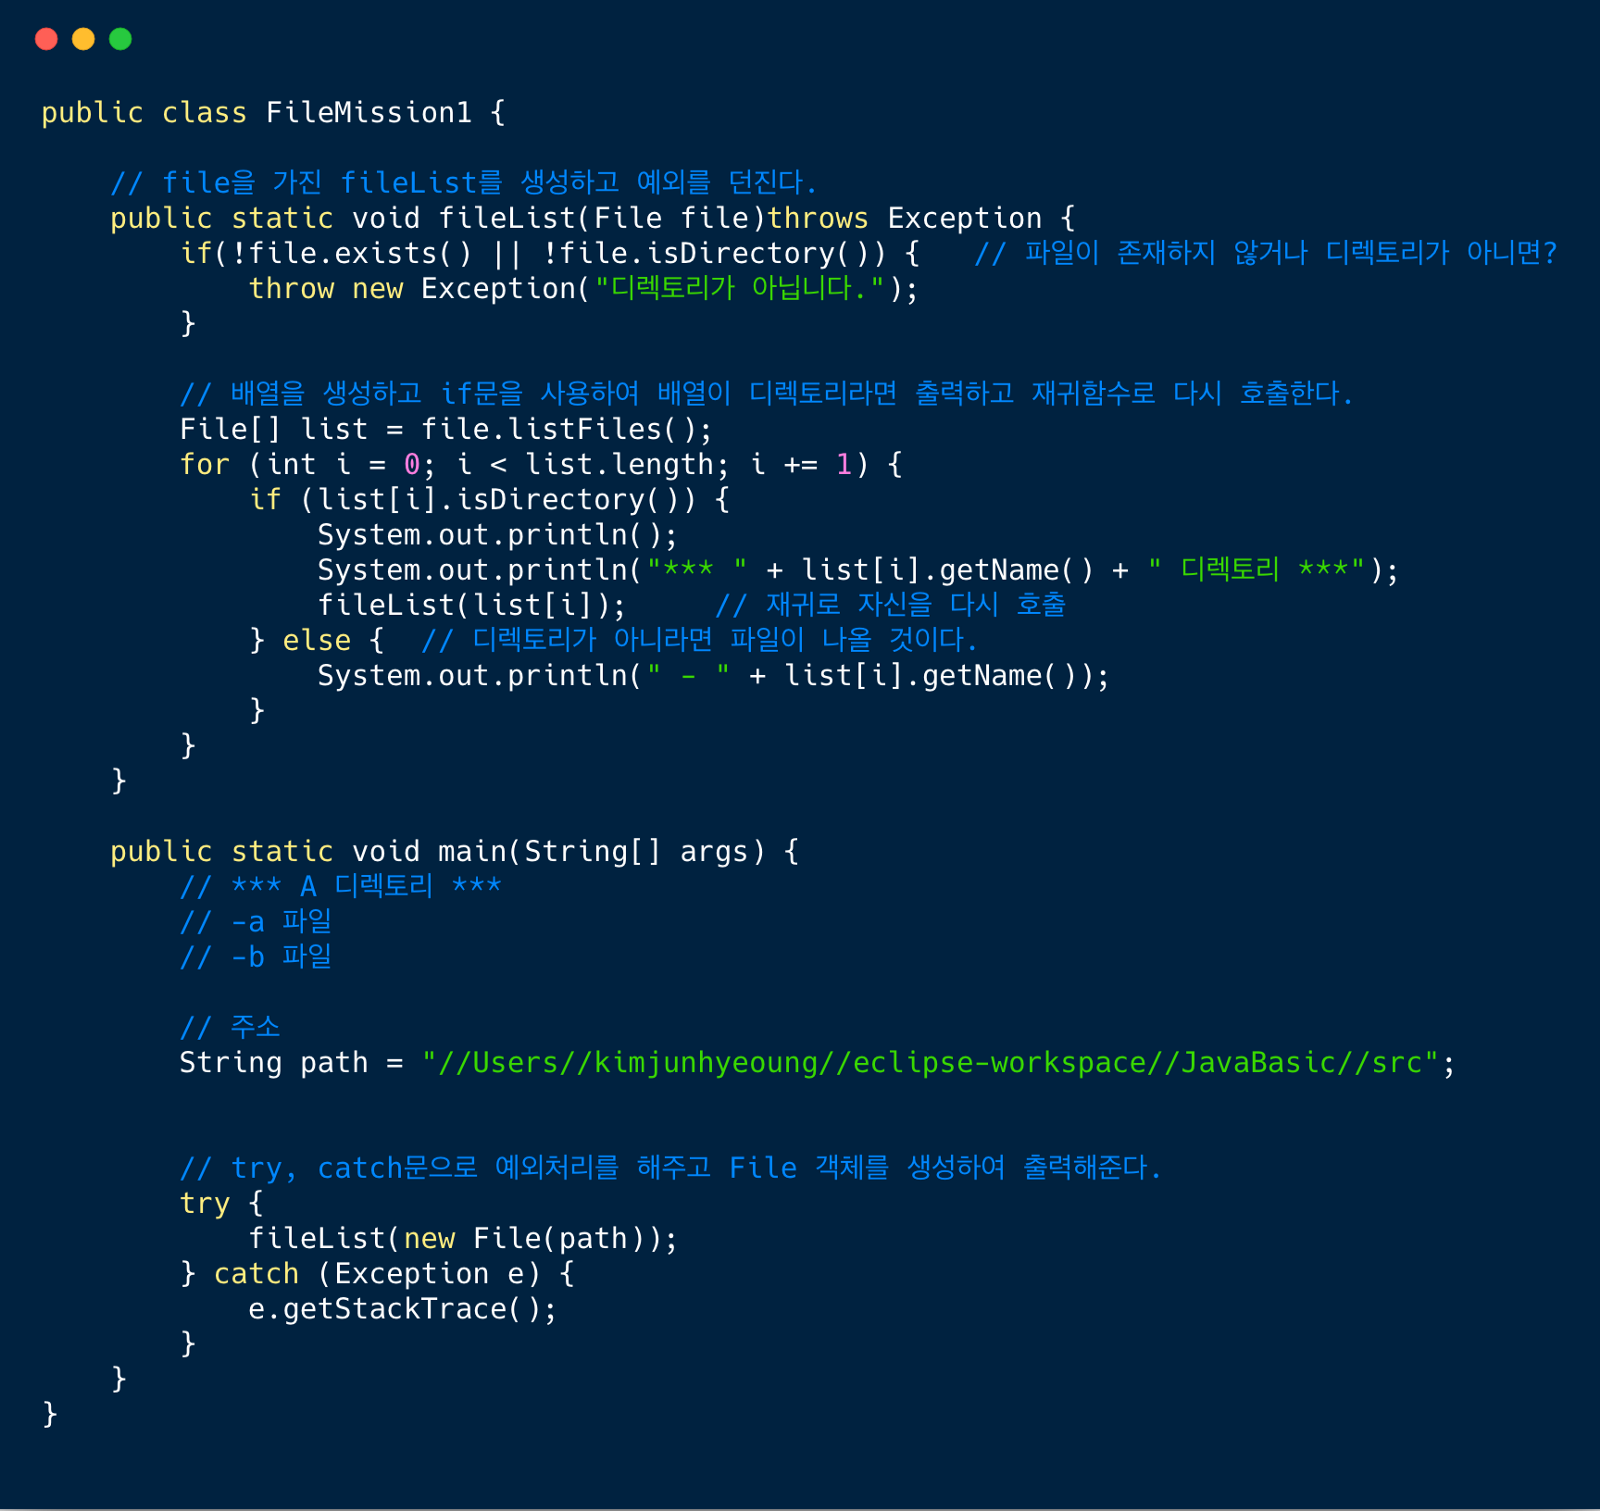 public class FileMission1 {
// file을 가진 fileList를 생성하고 예외를 던진다.
public static void fileList(File file)throws Exception {
if(!file.exists() || !file.isDirectory()) {   // 파일이 존재하지 않거나 디렉토리가 아니면?
throw new Exception("디렉토리가 아닙니다.");
}
// 배열을 생성하고 if문을 사용하여 배열이 디렉토리라면 출력하고 재귀함수로 다시 호출한다.
File[] list = file.listFiles();
for (int i = 0; i < list.length; i += 1) {
if (list[i].isDirectory()) {
System.out.println();
System.out.println("*** " + list[i].getName() + " 디렉토리 ***");
fileList(list[i]);     // 재귀로 자신을 다시 호출
} else {  // 디렉토리가 아니라면 파일이 나올 것이다.
System.out.println(" - " + list[i].getName());
}
}
}
public static void main(String[] args) {
// *** A 디렉토리 ***
// -a 파일
// -b 파일
// 주소
String path = "//Users//kimjunhyeoung//eclipse-workspace//JavaBasic//src";
// try, catch문으로 예외처리를 해주고 File 객체를 생성하여 출력해준다.
try {
fileList(new File(path));
} catch (Exception e) {
e.getStackTrace();
}
}
}